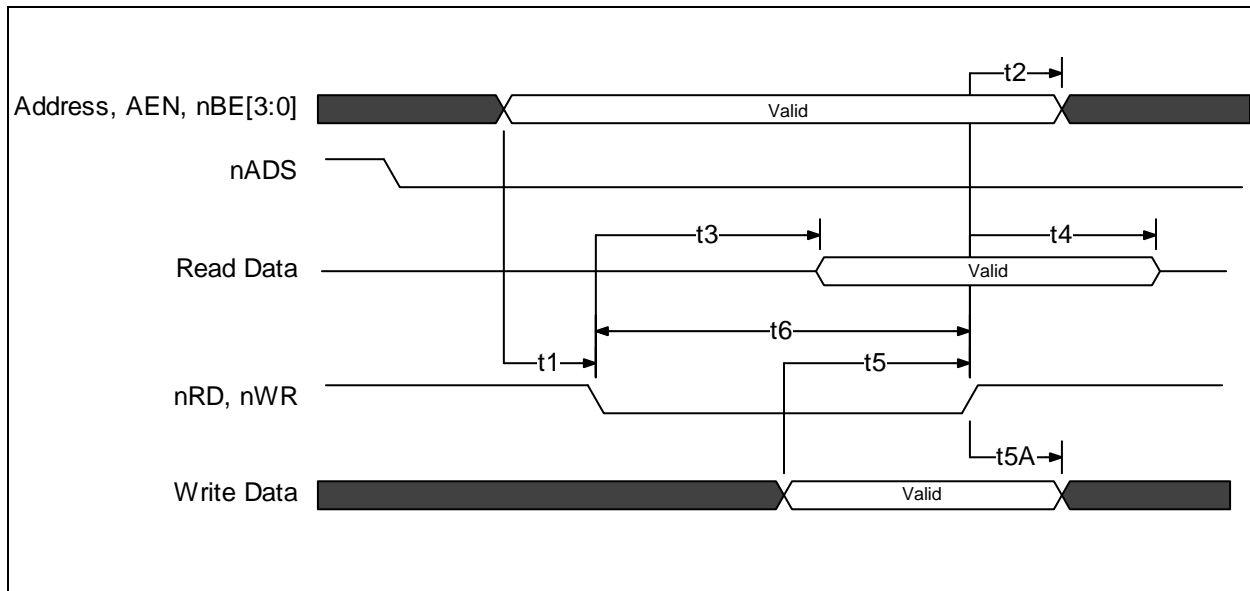 t2
Address, AEN, nBE[3:0]
Valid
nADS
t3
t4
Read Data
Valid
t6
t1
t5
nRD, nWR
t5A
Write Data
Valid